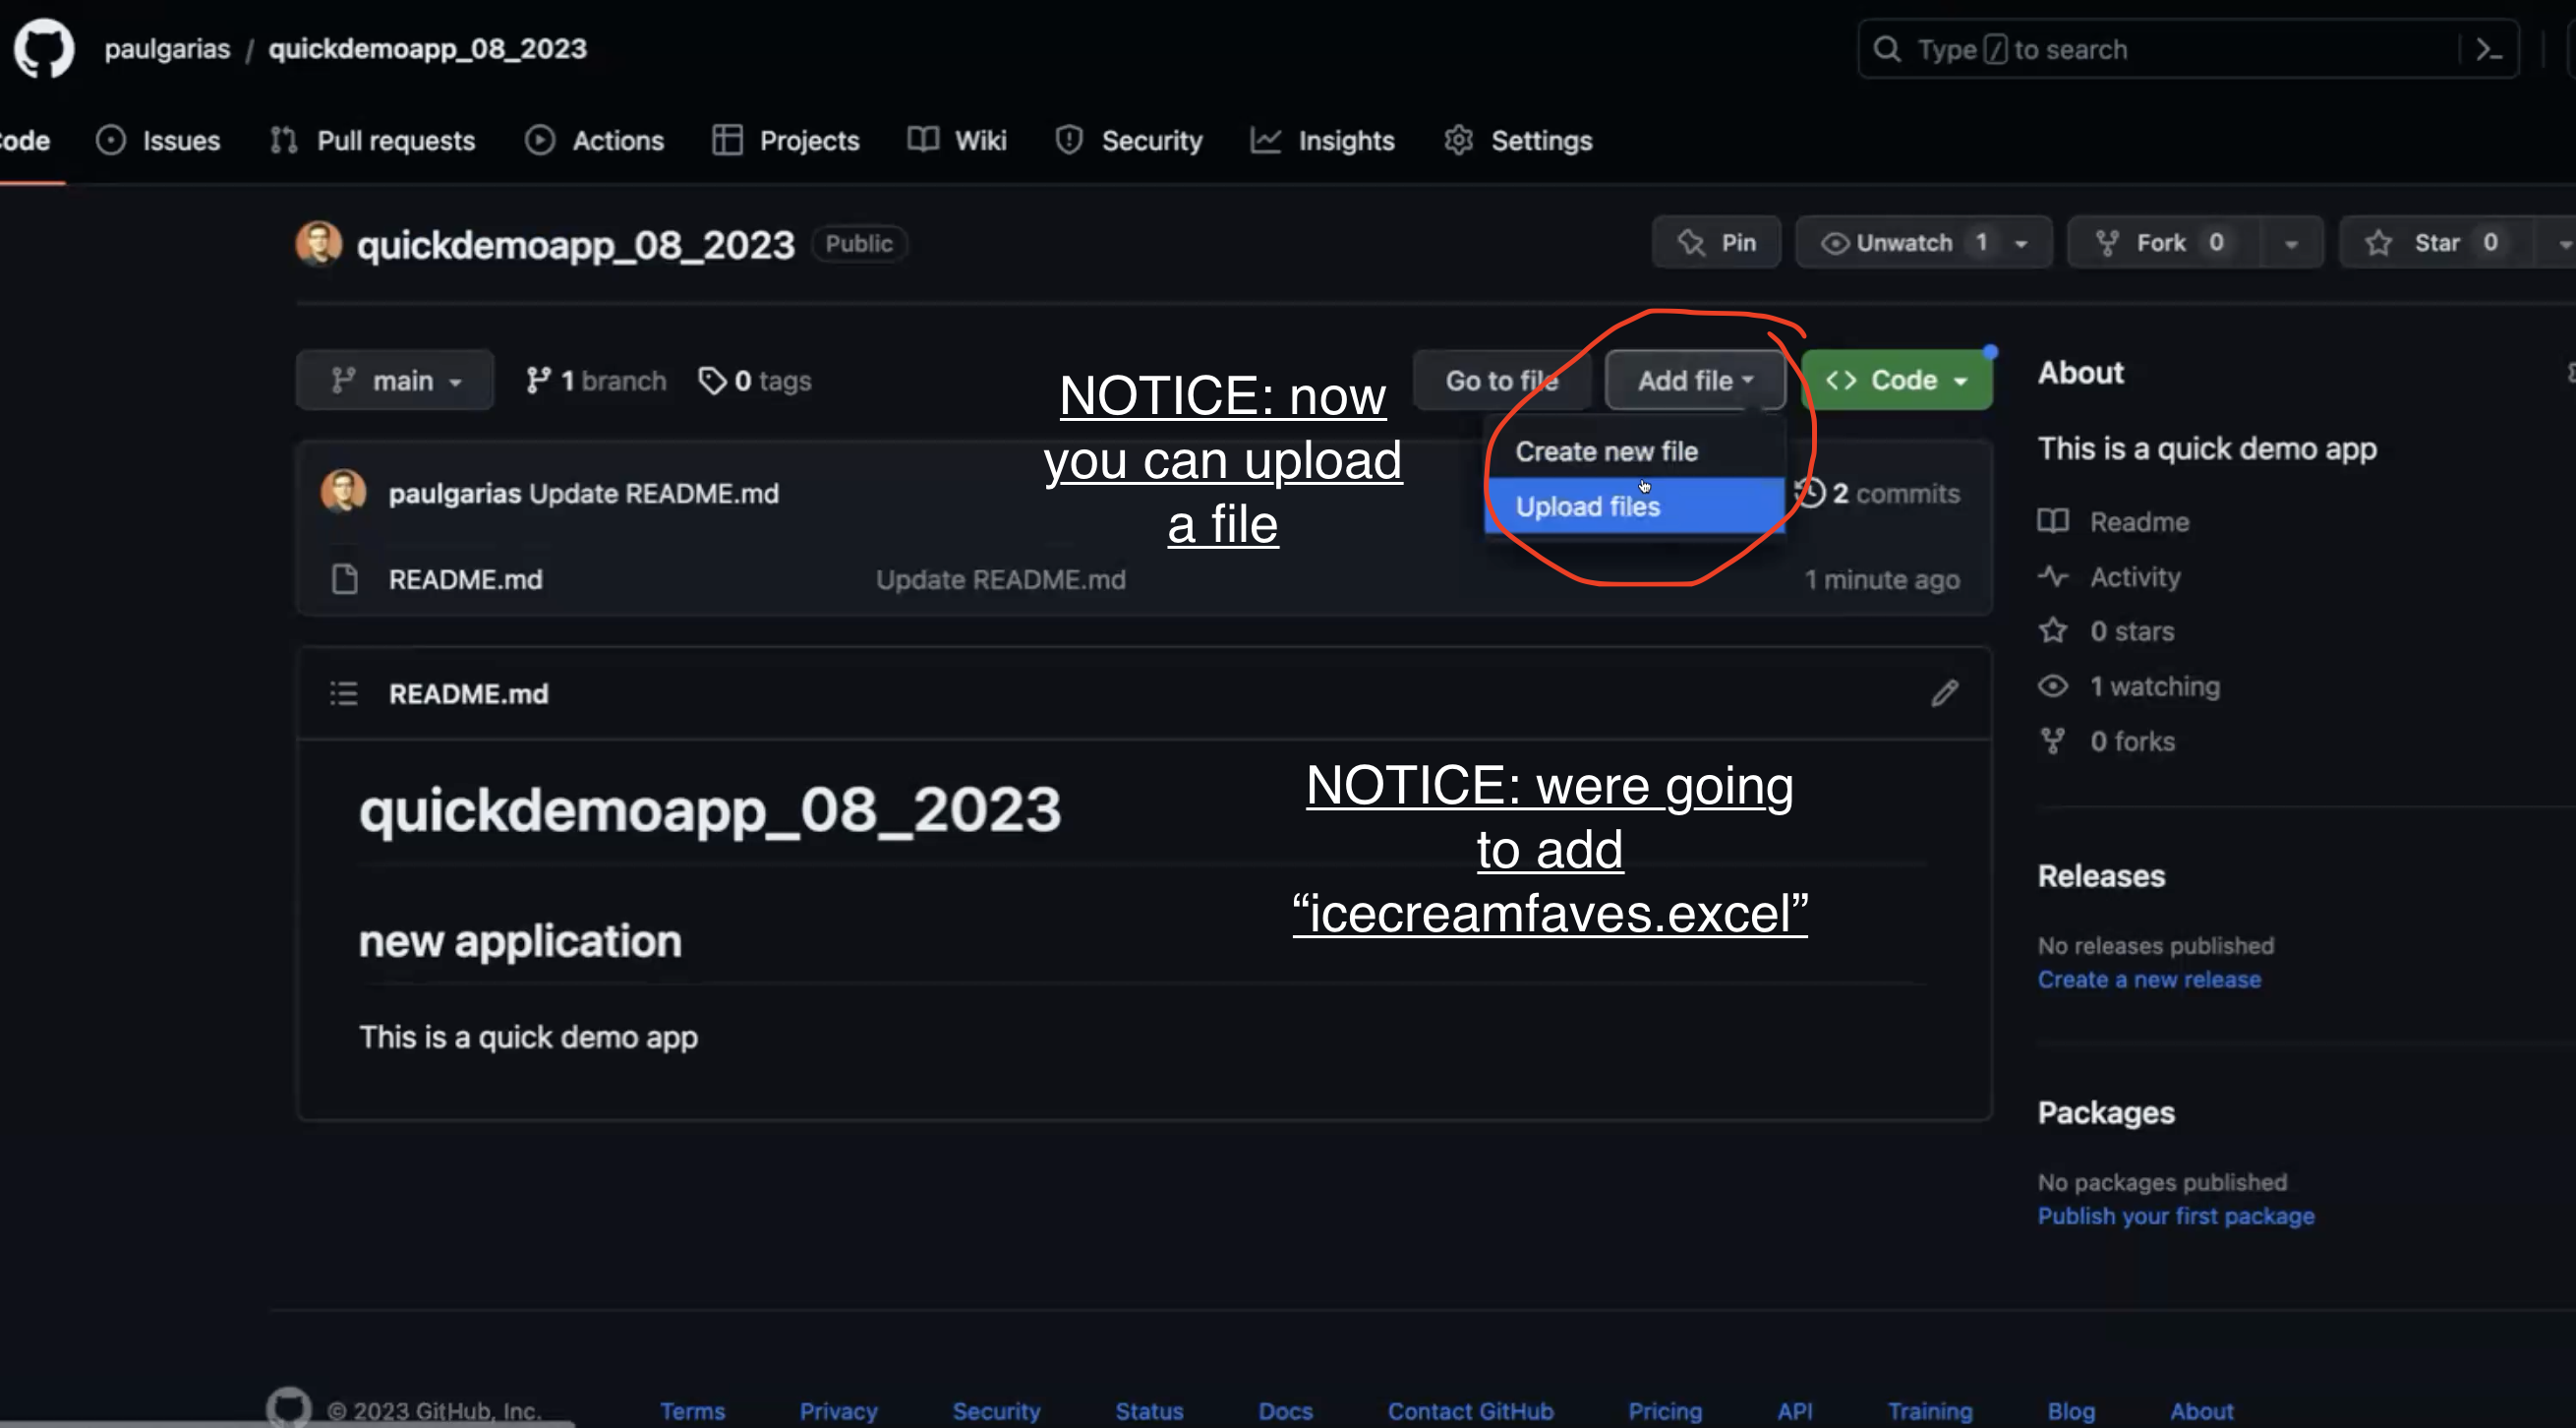 paulgarias / quickdemoapp_08_2023
Type / to search
Code Issues Pull requests Actions Projects Wiki Security Insights Settings
quickdemoapp_08_2023 Public
Pin Unwatch 1 Fork 0 Star 0
main 1 branch 0 tags
Go to file Add file Code
NOTICE: now
you can upload
a file
Create new file
Upload files
paulgarias Update README.md
2 commits
README.md Update README.md 1 minute ago
README.md
quickdemoapp_08_2023
new application
This is a quick demo app
NOTICE: were going
to add
“icecreamfaves.excel”
About
This is a quick demo app
Readme
Activity
0 stars
1 watching
0 forks
Releases
No releases published
Create a new release
Packages
No packages published
Publish your first package
© 2023 GitHub, Inc. Terms Privacy Security Status Docs Contact GitHub Pricing API Training Blog About